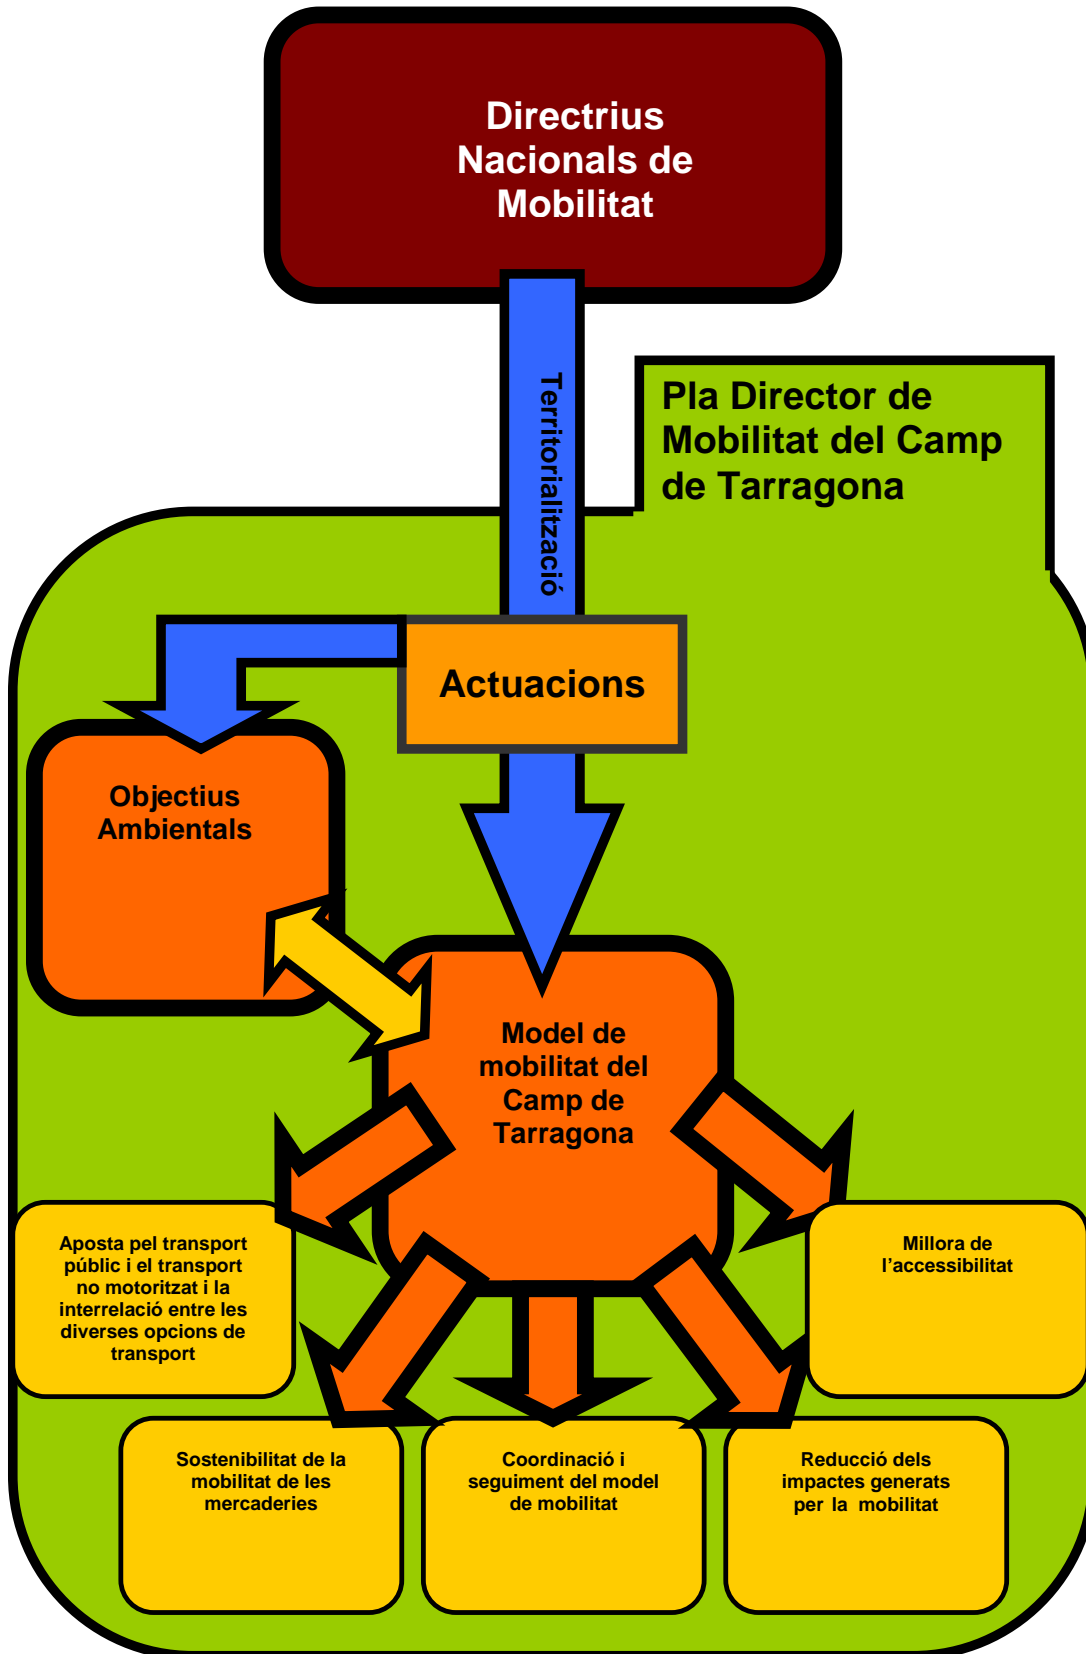 Directrius
Nacionals de
Mobilitat
Territorialització
Pla Director de
Mobilitat del Camp
de Tarragona
Actuacions
Objectius
Ambientals
Model de
mobilitat del
Camp de
Tarragona
Aposta pel transport
públic i el transport
no motoritzat i la
interrelació entre les
diverses opcions de
transport
Millora de
l'accessibilitat
Sostenibilitat de la
mobilitat de les
mercaderies
Coordinació i
seguiment del model
de mobilitat
Reducció dels
impactes generats
per la mobilitat